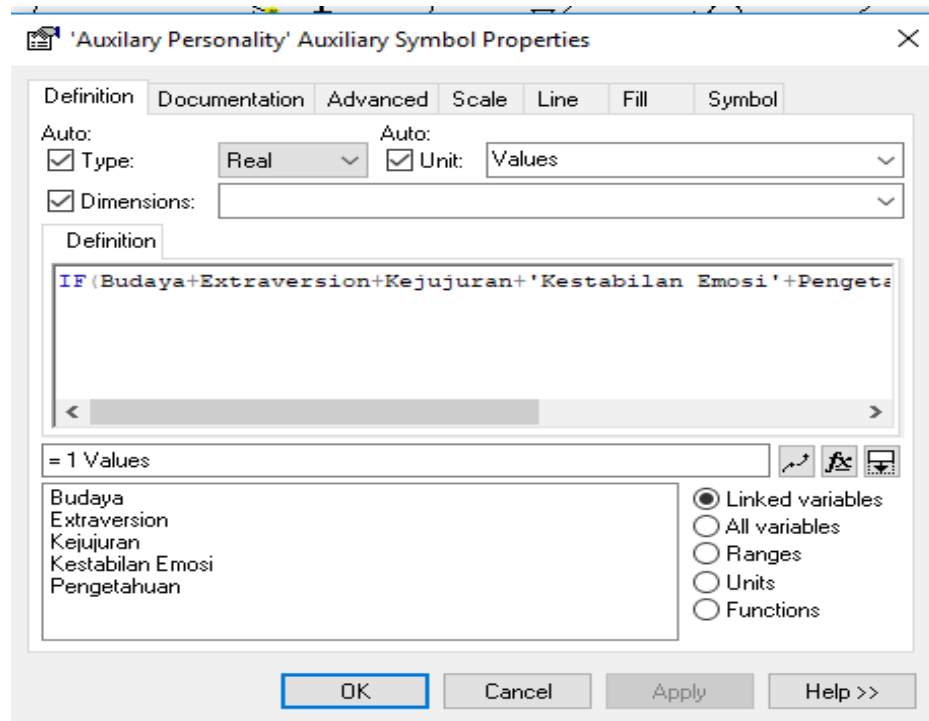 'Auxilary Personality' Auxiliary Symbol Properties
Definition Documentation Advanced Scale Line Fill Symbol
Auto: Auto:
Type: Real Unit: Values
Dimensions:
Definition
IF(Budaya+Extraversion+Kejujuran+'Kestabilan Emosi'+Pengeta
= 1 Values
fx
Budaya
Extraversion
Kejujuran
Kestabilan Emosi
Pengetahuan
Linked variables
All variables
Ranges
Units
Functions
OK Cancel Apply Help >>